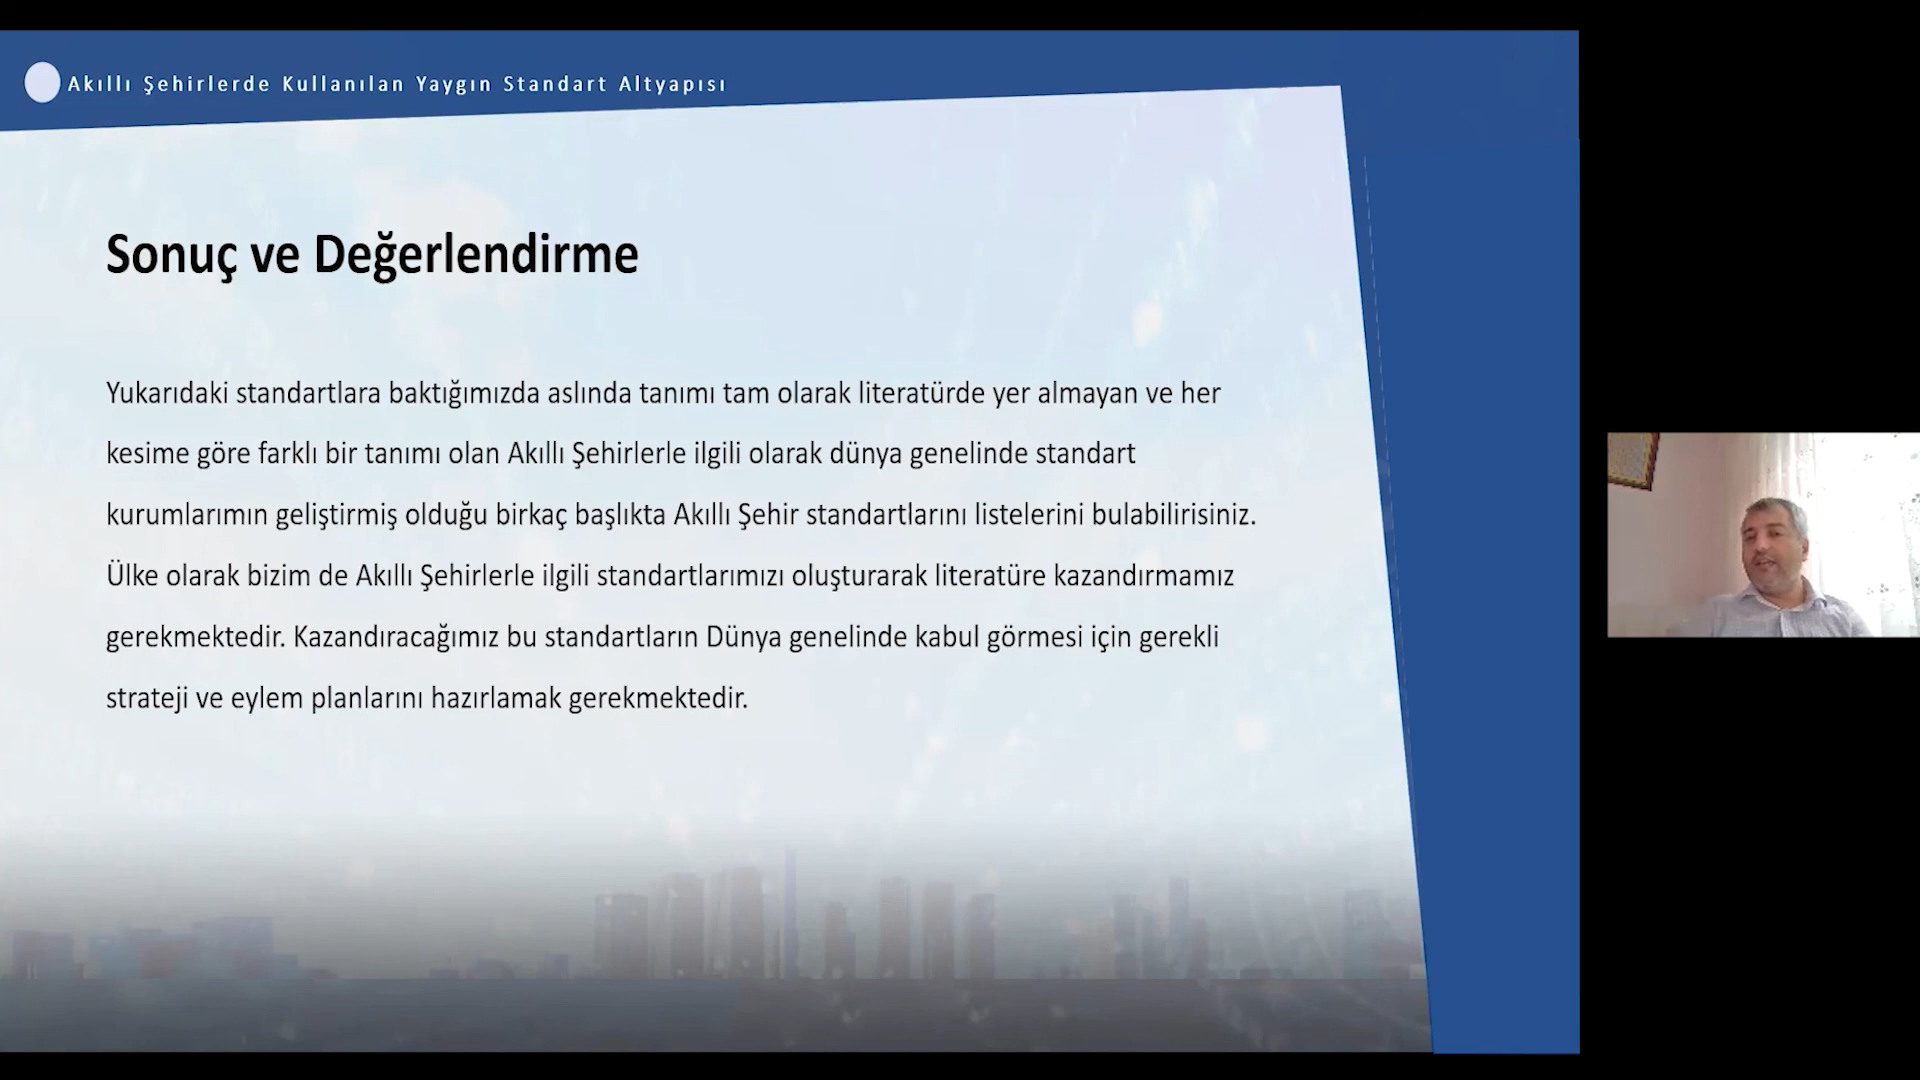 Akıllı Şehirlerde Kullanılan Yaygın Standart Altyapısı
Sonuç ve Değerlendirme
Yukarıdaki standartlara baktığımızda aslında tanımı tam olarak literatürde yer almayan ve her
kesime göre farklı bir tanımı olan Akıllı Şehirlerle ilgili olarak dünya genelinde standart
kurumlarımın geliştirmiş olduğu birkaç başlıkta Akıllı Şehir standartlarını listelerini bulabilirisiniz.
Ülke olarak bizim de Akıllı Şehirlerle ilgili standartlarımızı oluşturarak literatüre kazandırmamız
gerekmektedir. Kazandıracağımız bu standartların Dünya genelinde kabul görmesi için gerekli
strateji ve eylem planlarını hazırlamak gerekmektedir.